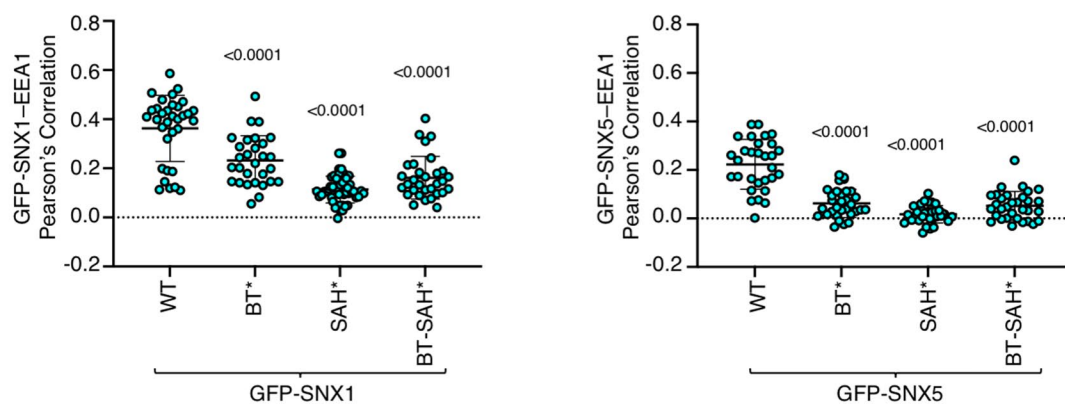 GFP-SNX1–EEA1
Pearson's Correlation
0.8
0.6
0.4
0.2
0.0
-0.2
<0.0001
<0.0001
<0.0001
WT
BT*
SAH*
BT-SAH*
GFP-SNX1
GFP-SNX5–EEA1
Pearson's Correlation
0.8
0.6
0.4
0.2
0.0
-0.2
<0.0001
<0.0001
<0.0001
WT
BT*
SAH*
BT-SAH*
GFP-SNX5